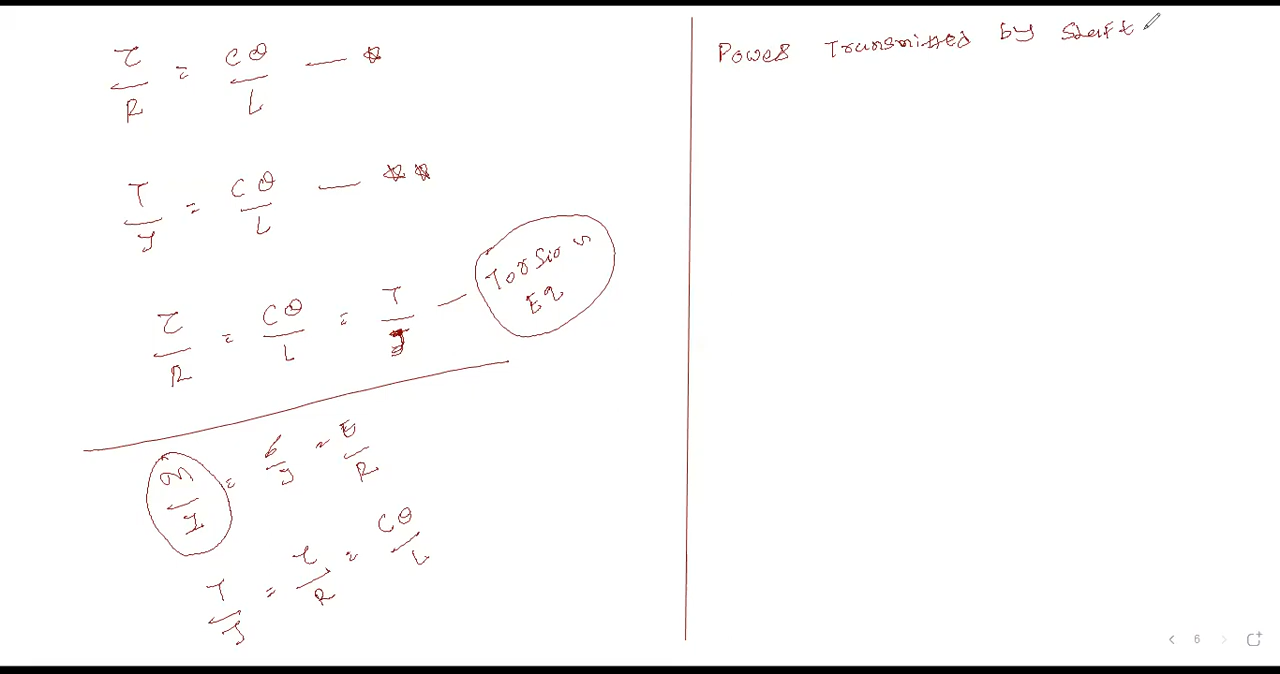 τ/R = Cθ/L — *
T/J = Cθ/L — **
τ/R = Cθ/L = T/J — Torsion Eq
M/I = σ/y = E/R
T/J = τ/R = Cθ/L
Power Transmitted by Shaft
6